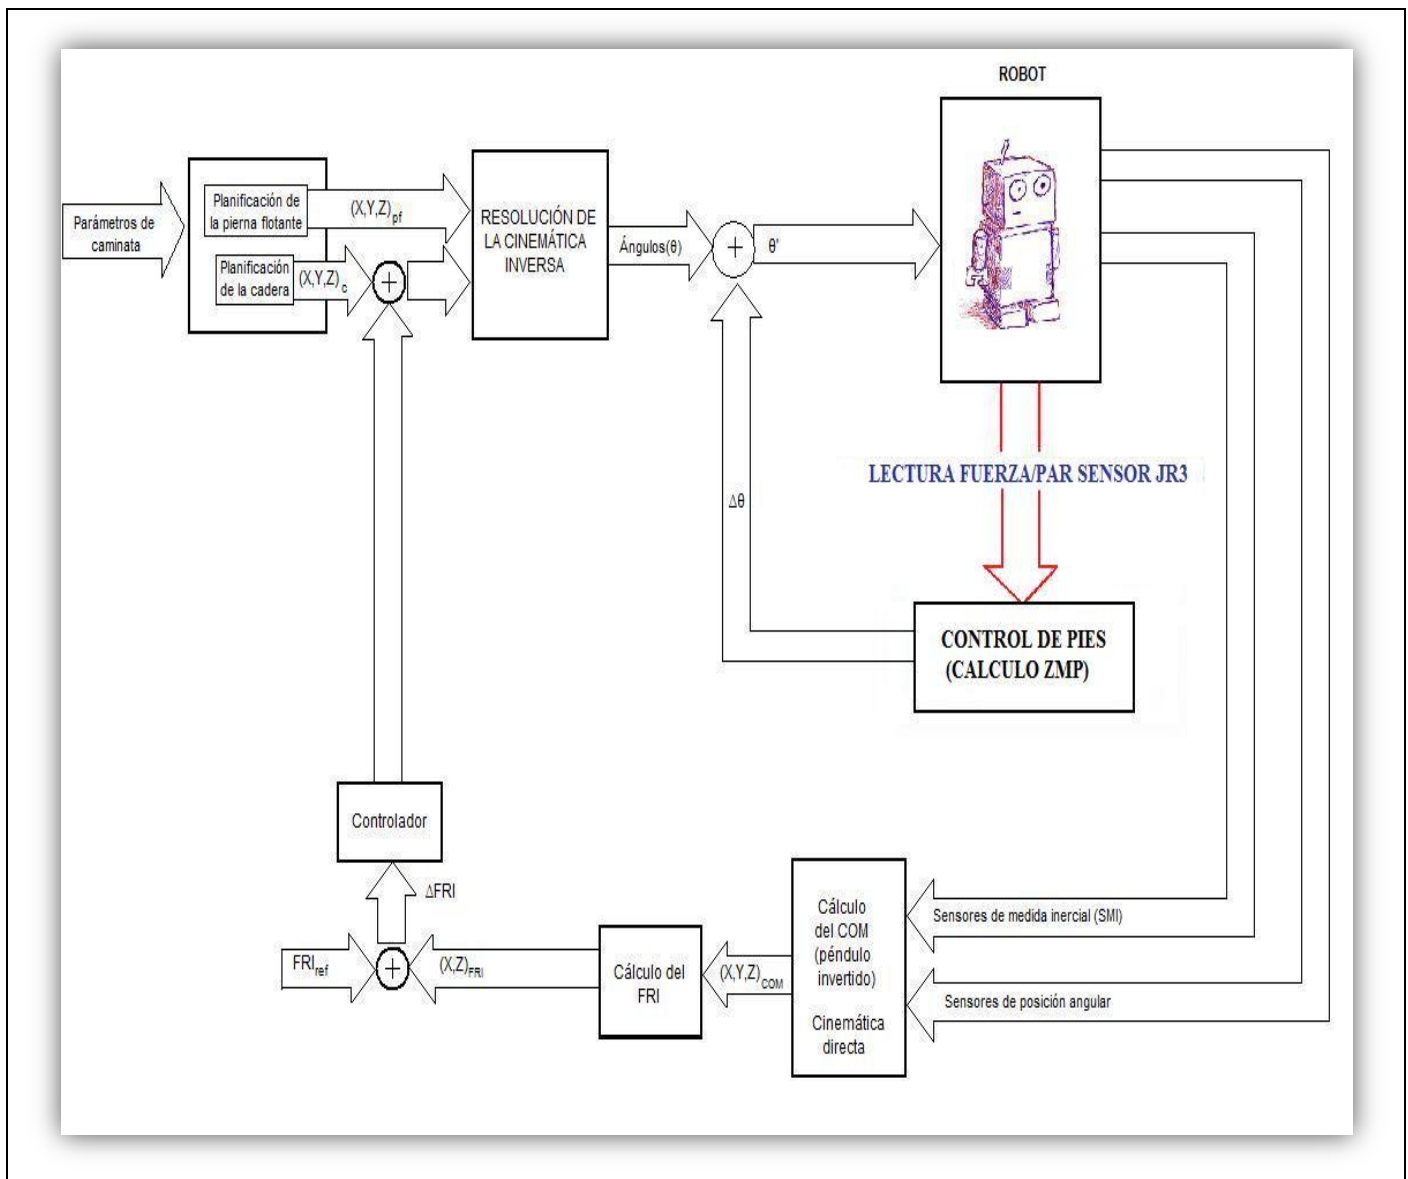 ROBOT
Parámetros de
caminata
Planificación de
la pierna flotante
(X,Y,Z)pf
Planificación
de la cadera
(X,Y,Z)c
+
RESOLUCIÓN DE
LA CINEMÁTICA
INVERSA
Ángulos(θ)
+
θ'
LECTURA FUERZA/PAR SENSOR JR3
Δθ
CONTROL DE PIES
(CALCULO ZMP)
Controlador
ΔFRI
FRIref
+
(X,Z)FRI
Cálculo del
FRI
(X,Y,Z)COM
Cálculo
del COM
(péndulo
invertido)
Cinemática
directa
Sensores de medida inercial (SMI)
Sensores de posición angular